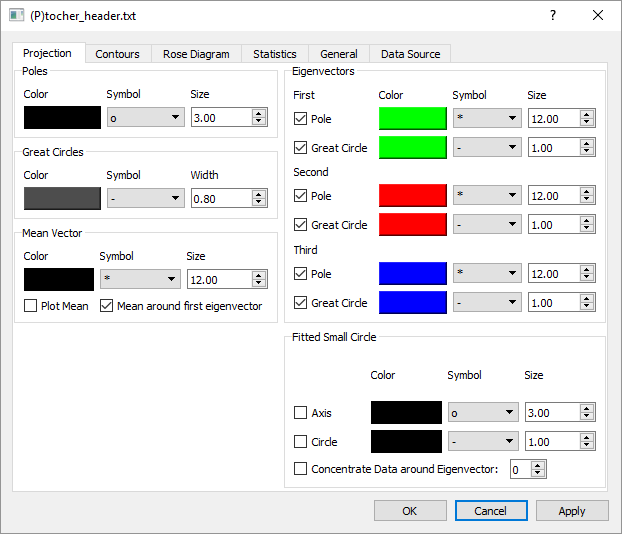 (P)tocher_header.txt
?
Projection Contours Rose Diagram Statistics General Data Source
Poles
Color Symbol Size
o 3.00
Great Circles
Color Symbol Width
- 0.80
Mean Vector
Color Symbol Size
* 12.00
Plot Mean Mean around first eigenvector
Eigenvectors
First Color Symbol Size
Pole * 12.00
Great Circle - 1.00
Second
Pole * 12.00
Great Circle - 1.00
Third
Pole * 12.00
Great Circle - 1.00
Fitted Small Circle
Color Symbol Size
Axis o 3.00
Circle - 1.00
Concentrate Data around Eigenvector: 0
OK Cancel Apply